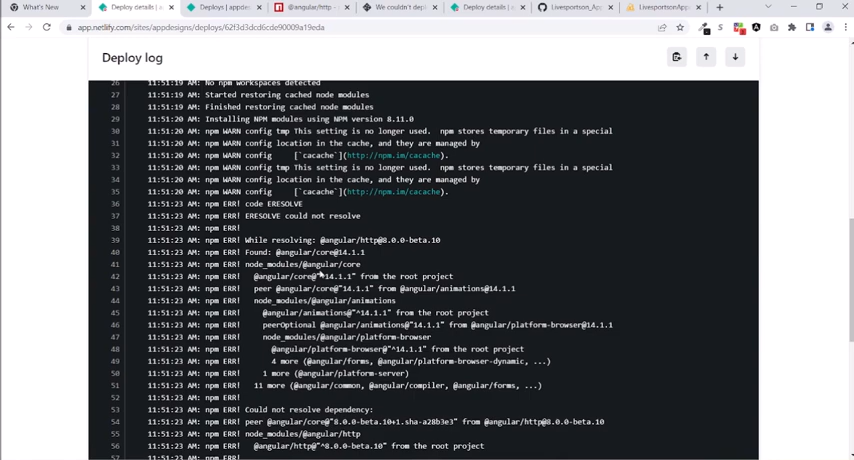 What's New
Deploy details | a
Deploys | appdes
@angular/http - 
We couldn't depl
Deploy details | a
Livesportson_App
Livesportson_App
app.netlify.com/sites/appdesigns/deploys/62f3d3dcd6cde90009a19eda
Deploy log
26 11:51:19 AM: No npm workspaces detected
27 11:51:19 AM: Started restoring cached node modules
28 11:51:19 AM: Finished restoring cached node modules
29 11:51:20 AM: Installing NPM modules using NPM version 8.11.0
30 11:51:20 AM: npm WARN config tmp This setting is no longer used.  npm stores temporary files in a special
31 11:51:20 AM: npm WARN config location in the cache, and they are managed by
32 11:51:20 AM: npm WARN config     [`cacache`](http://npm.im/cacache).
33 11:51:20 AM: npm WARN config tmp This setting is no longer used.  npm stores temporary files in a special
34 11:51:20 AM: npm WARN config location in the cache, and they are managed by
35 11:51:20 AM: npm WARN config     [`cacache`](http://npm.im/cacache).
36 11:51:23 AM: npm ERR! code ERESOLVE
37 11:51:23 AM: npm ERR! ERESOLVE could not resolve
38 11:51:23 AM: npm ERR!
39 11:51:23 AM: npm ERR! While resolving: @angular/http@8.0.0-beta.10
40 11:51:23 AM: npm ERR! Found: @angular/core@14.1.1
41 11:51:23 AM: npm ERR! node_modules/@angular/core
42 11:51:23 AM: npm ERR!   @angular/core@"^14.1.1" from the root project
43 11:51:23 AM: npm ERR!   peer @angular/core@"14.1.1" from @angular/animations@14.1.1
44 11:51:23 AM: npm ERR!   node_modules/@angular/animations
45 11:51:23 AM: npm ERR!     @angular/animations@"^14.1.1" from the root project
46 11:51:23 AM: npm ERR!     peerOptional @angular/animations@"14.1.1" from @angular/platform-browser@14.1.1
47 11:51:23 AM: npm ERR!     node_modules/@angular/platform-browser
48 11:51:23 AM: npm ERR!       @angular/platform-browser@"^14.1.1" from the root project
49 11:51:23 AM: npm ERR!       4 more (@angular/forms, @angular/platform-browser-dynamic, ...)
50 11:51:23 AM: npm ERR!     1 more (@angular/platform-server)
51 11:51:23 AM: npm ERR!   11 more (@angular/common, @angular/compiler, @angular/forms, ...)
52 11:51:23 AM: npm ERR!
53 11:51:23 AM: npm ERR! Could not resolve dependency:
54 11:51:23 AM: npm ERR! peer @angular/core@"8.0.0-beta.10+1.sha-a28b3e3" from @angular/http@8.0.0-beta.10
55 11:51:23 AM: npm ERR! node_modules/@angular/http
56 11:51:23 AM: npm ERR!   @angular/http@"^8.0.0-beta.10" from the root project
57 11:51:23 AM: npm ERR!